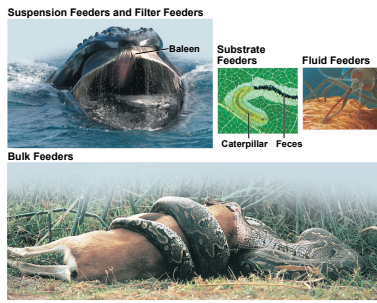 Suspension Feeders and Filter Feeders
Baleen
Substrate
Feeders
Fluid Feeders
Caterpillar Feces
Bulk Feeders